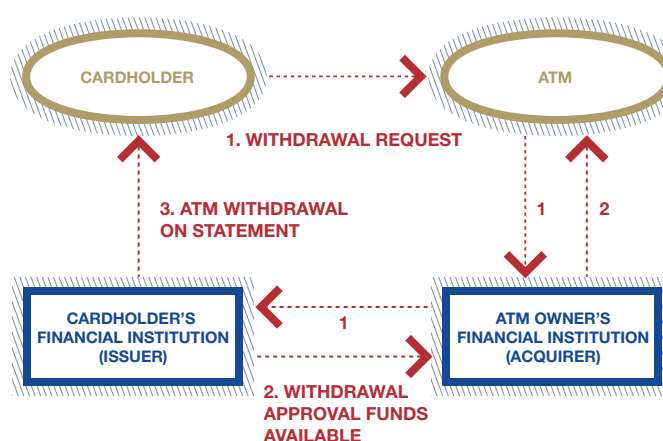 CARDHOLDER
ATM
1. WITHDRAWAL REQUEST
3. ATM WITHDRAWAL
ON STATEMENT
1
2
CARDHOLDER'S
FINANCIAL INSTITUTION
(ISSUER)
1
ATM OWNER'S
FINANCIAL INSTITUTION
(ACQUIRER)
2. WITHDRAWAL
APPROVAL FUNDS
AVAILABLE